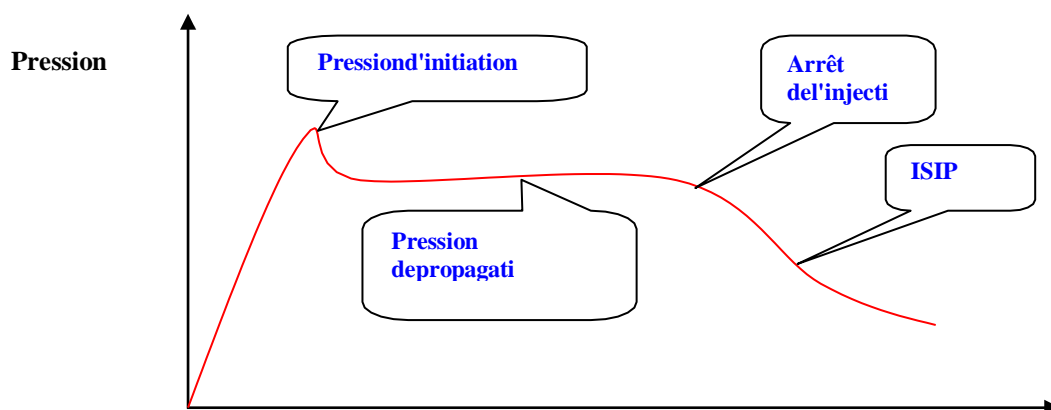 Pression
Pressiond'initiation
Arrêt
del'injecti
ISIP
Pression
depropagati